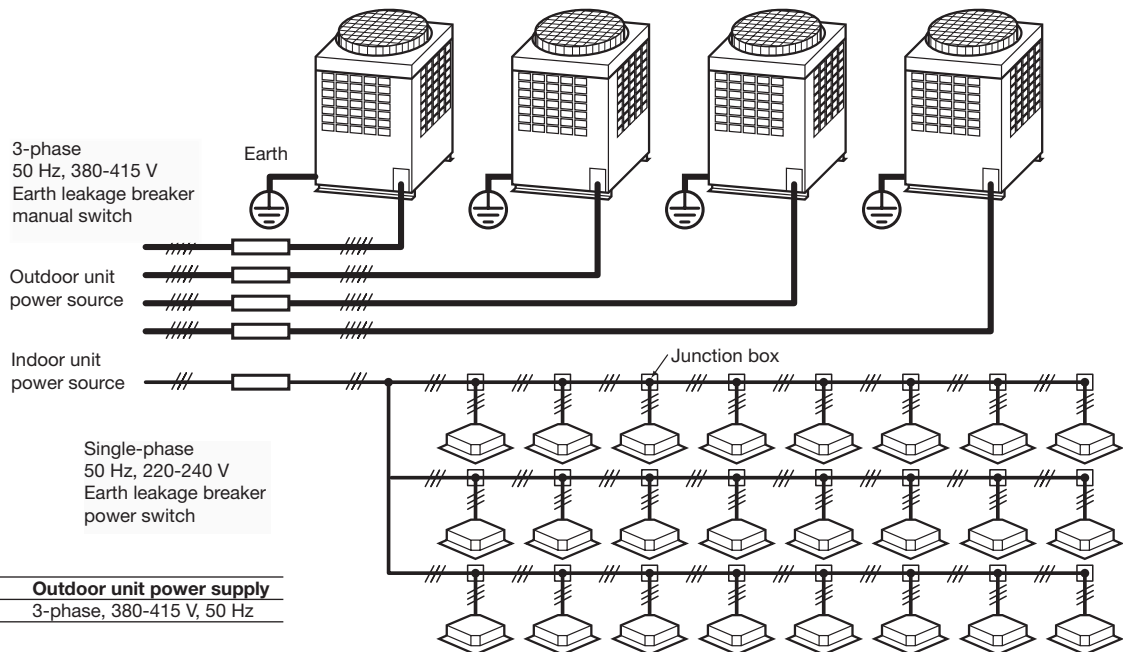 3-phase
50 Hz, 380-415 V
Earth leakage breaker
manual switch
Earth
Outdoor unit
power source
Indoor unit
power source
Junction box
Single-phase
50 Hz, 220-240 V
Earth leakage breaker
power switch
Outdoor unit power supply
3-phase, 380-415 V, 50 Hz